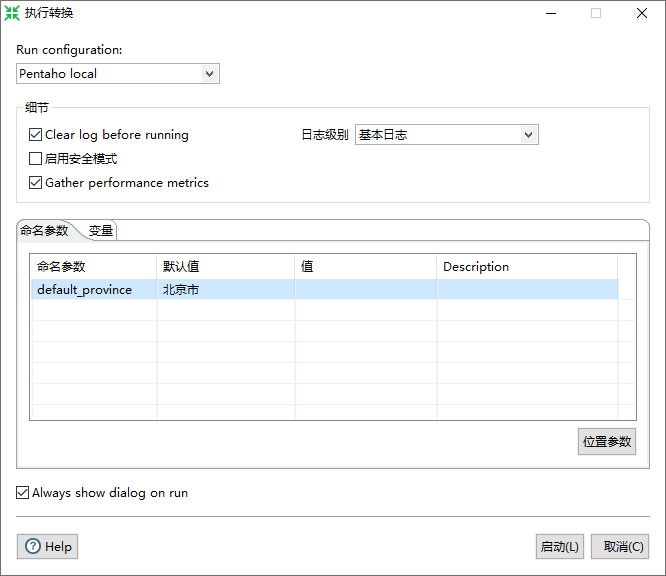 执行转换
Run configuration:
Pentaho local
细节
Clear log before running
日志级别 基本日志
启用安全模式
Gather performance metrics
命名参数 变量
命名参数 默认值 值 Description
default_province 北京市
位置参数
Always show dialog on run
Help 启动(L) 取消(C)